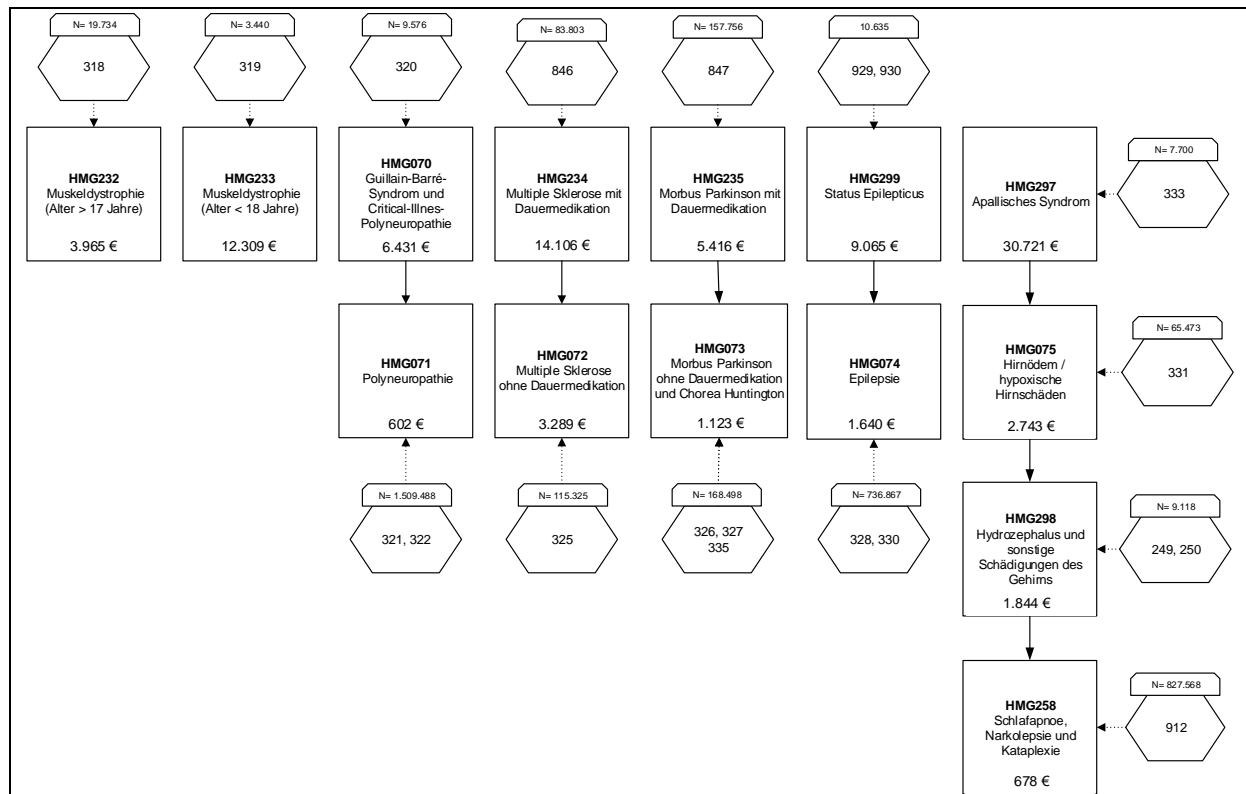 N= 19.734
318
N= 3.440
319
N= 9.576
320
N= 83.803
846
N= 157.756
847
10.635
929, 930
HMG232
Muskeldystrophie
(Alter > 17 Jahre)
3.965 €
HMG233
Muskeldystrophie
(Alter < 18 Jahre)
12.309 €
HMG070
Guillain-Barré-
Syndrom und
Critical-Illnes-
Polyneuropathie
6.431 €
HMG234
Multiple Sklerose mit
Dauermedikation
14.106 €
HMG235
Morbus Parkinson mit
Dauermedikation
5.416 €
HMG299
Status Epilepticus
9.065 €
HMG297
Apallisches Syndrom
30.721 €
N= 7.700
333
HMG071
Polyneuropathie
602 €
HMG072
Multiple Sklerose
ohne Dauermedikation
3.289 €
HMG073
Morbus Parkinson
ohne Dauermedikation
und Chorea Huntington
1.123 €
HMG074
Epilepsie
1.640 €
HMG075
Hirnödem /
hypoxische
Hirnschäden
2.743 €
N= 65.473
331
N= 1.509.488
321, 322
N= 115.325
325
N= 168.498
326, 327
335
N= 736.867
328, 330
HMG298
Hydrozephalus und
sonstige
Schädigungen des
Gehirns
1.844 €
N= 9.118
249, 250
HMG258
Schlafapnoe,
Narkolepsie und
Kataplexie
678 €
N= 827.568
912